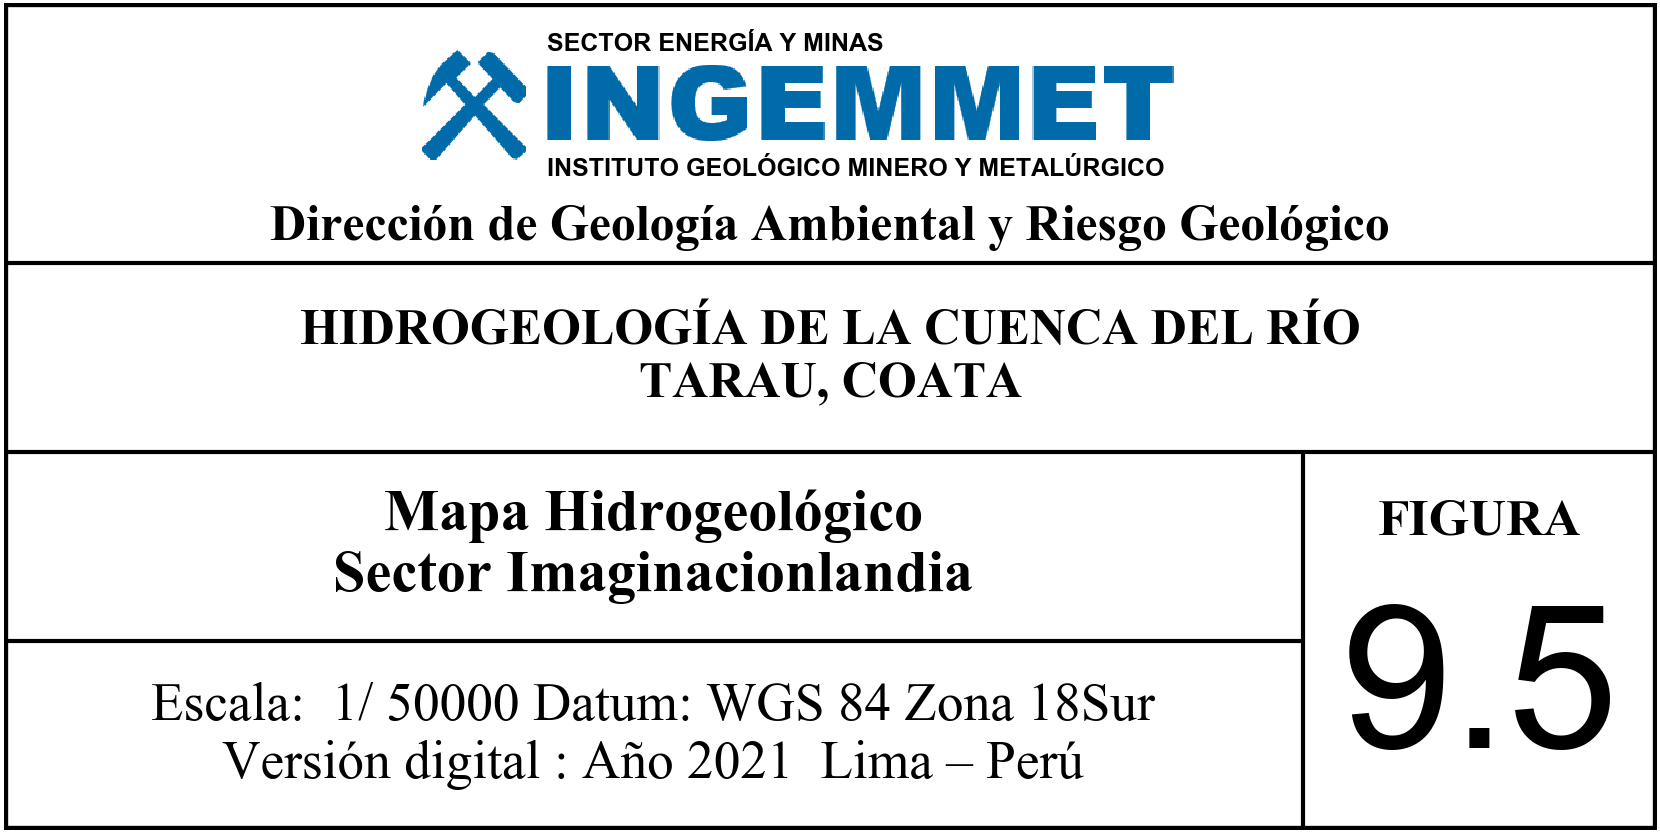 SECTOR ENERGÍA Y MINAS
INGEMMET
INSTITUTO GEOLÓGICO MINERO Y METALÚRGICO
Dirección de Geología Ambiental y Riesgo Geológico
HIDROGEOLOGÍA DE LA CUENCA DEL RÍO
TARAU, COATA
Mapa Hidrogeológico
Sector Imaginacionlandia
FIGURA
9.5
Escala:  1/ 50000 Datum: WGS 84 Zona 18Sur
Versión digital : Año 2021  Lima – Perú